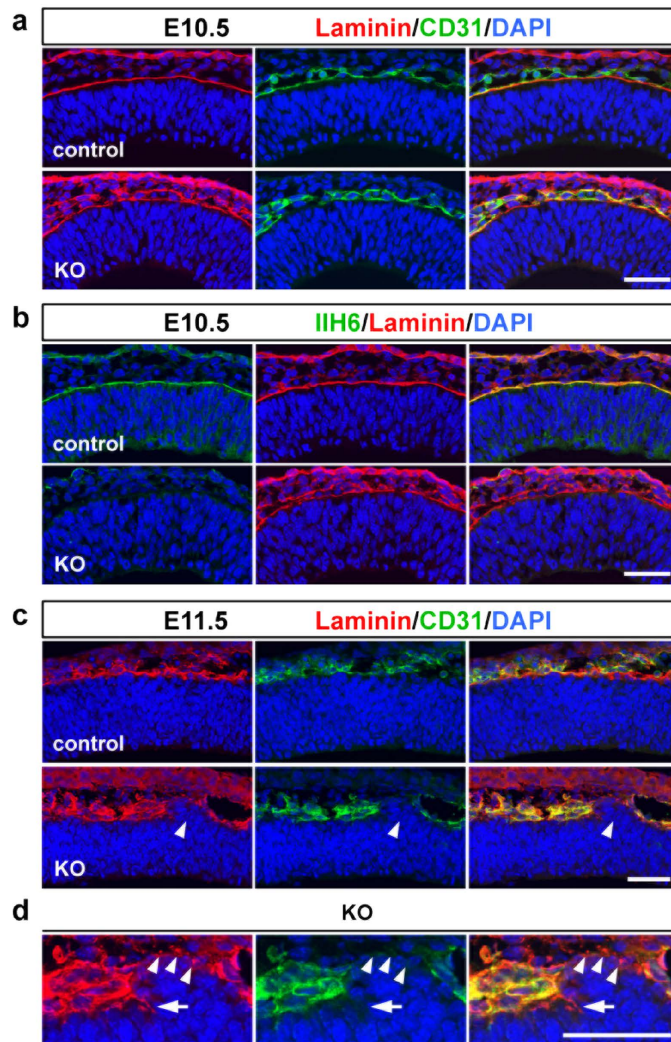 a
E10.5 Laminin/CD31/DAPI
control
KO
b
E10.5 IIH6/Laminin/DAPI
control
KO
c
E11.5 Laminin/CD31/DAPI
control
KO
d
KO